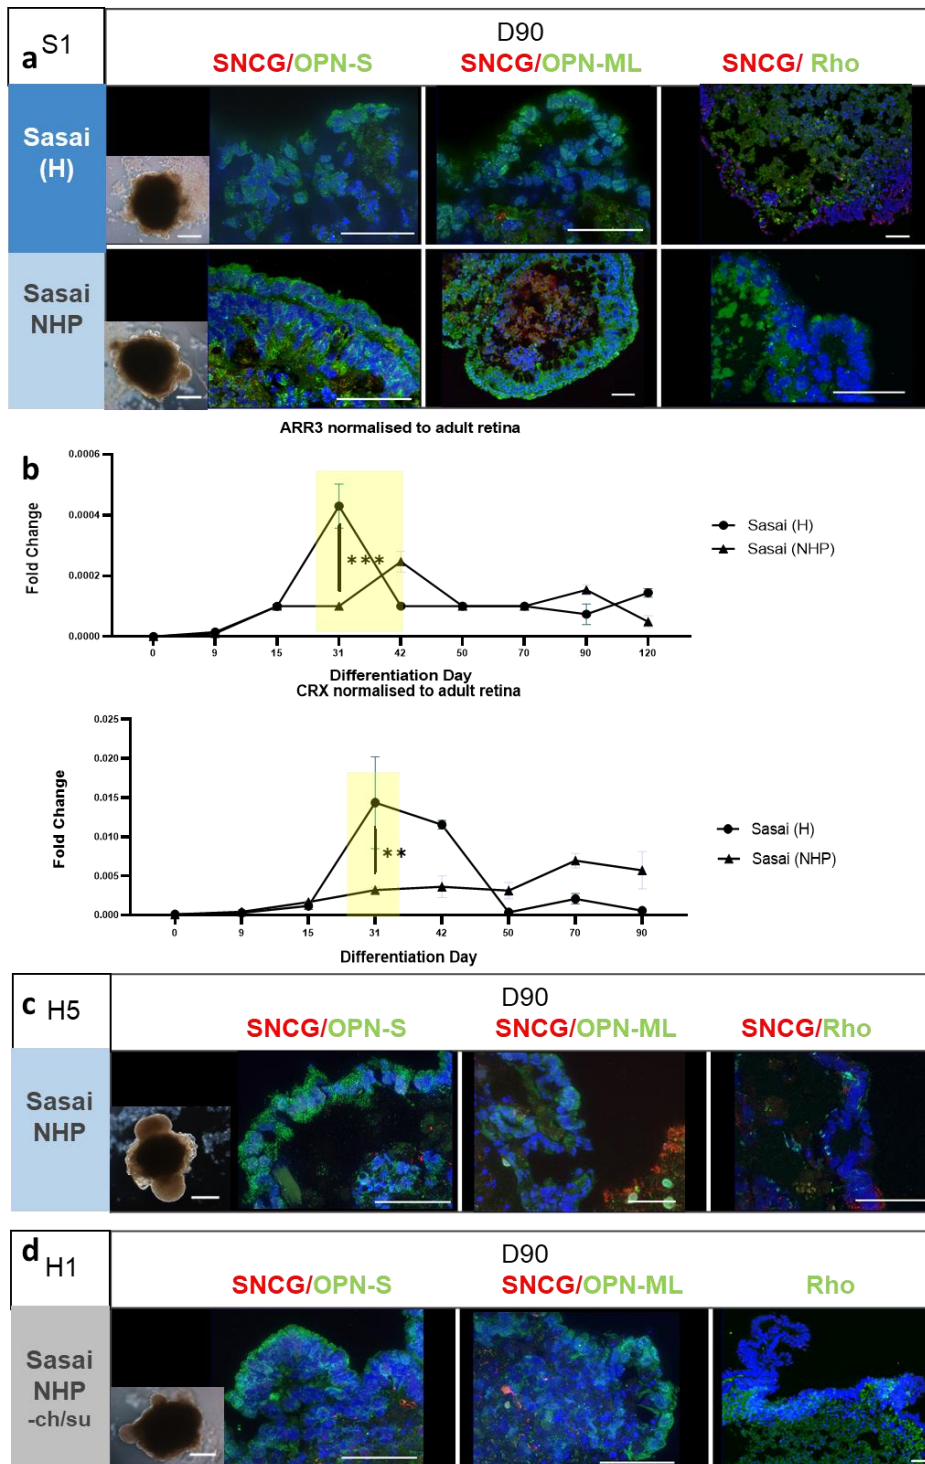 a S1
D90
SNCG/OPN-S SNCG/OPN-ML SNCG/ Rho
Sasai
(H)
Sasai
NHP
b
ARR3 normalised to adult retina
Fold Change
0.0006
0.0004
0.0002
0.0000
***
Sasai (H)
Sasai (NHP)
0 9 15 31 42 50 70 90 120
Differentiation Day
CRX normalised to adult retina
Fold Change
0.025
0.020
0.015
0.010
0.005
0.000
**
Sasai (H)
Sasai (NHP)
0 9 15 31 42 50 70 90
Differentiation Day
c H5
D90
SNCG/OPN-S SNCG/OPN-ML SNCG/Rho
Sasai
NHP
d H1
D90
SNCG/OPN-S SNCG/OPN-ML Rho
Sasai
NHP
-ch/su